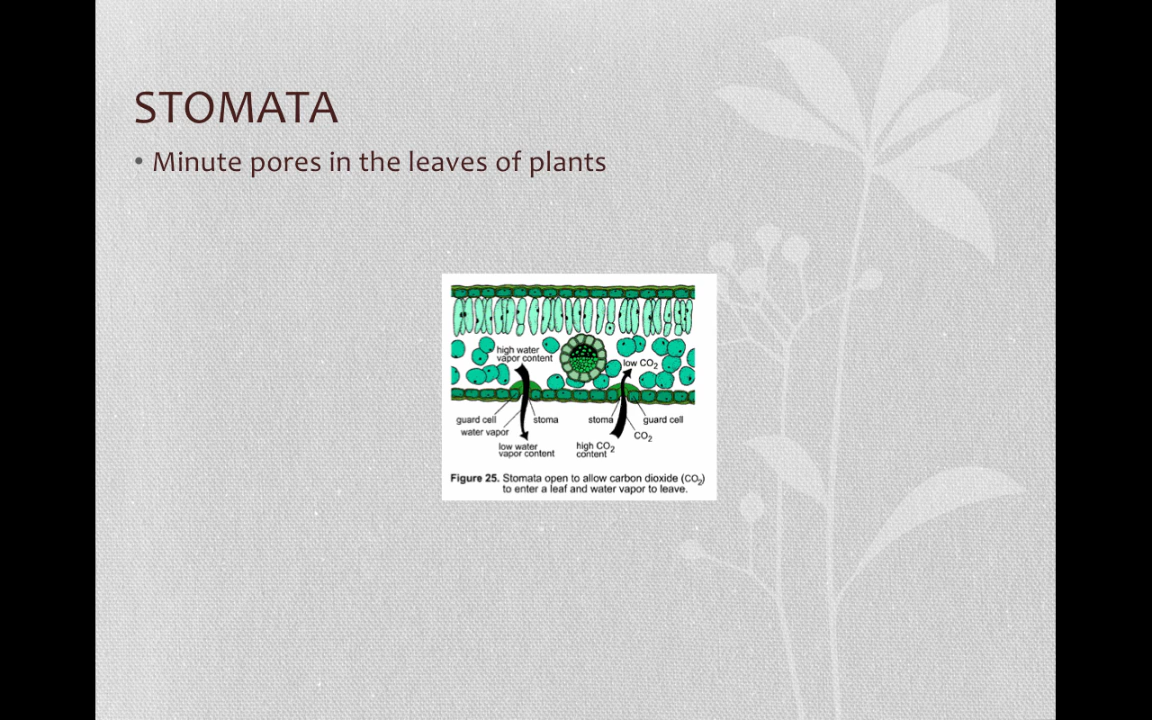 STOMATA
• Minute pores in the leaves of plants
high water
vapor content
low CO₂
guard cell
stoma
stoma
guard cell
water vapor
CO₂
low water
vapor content
high CO₂
content
Figure 25. Stomata open to allow carbon dioxide (CO₂)
to enter a leaf and water vapor to leave.